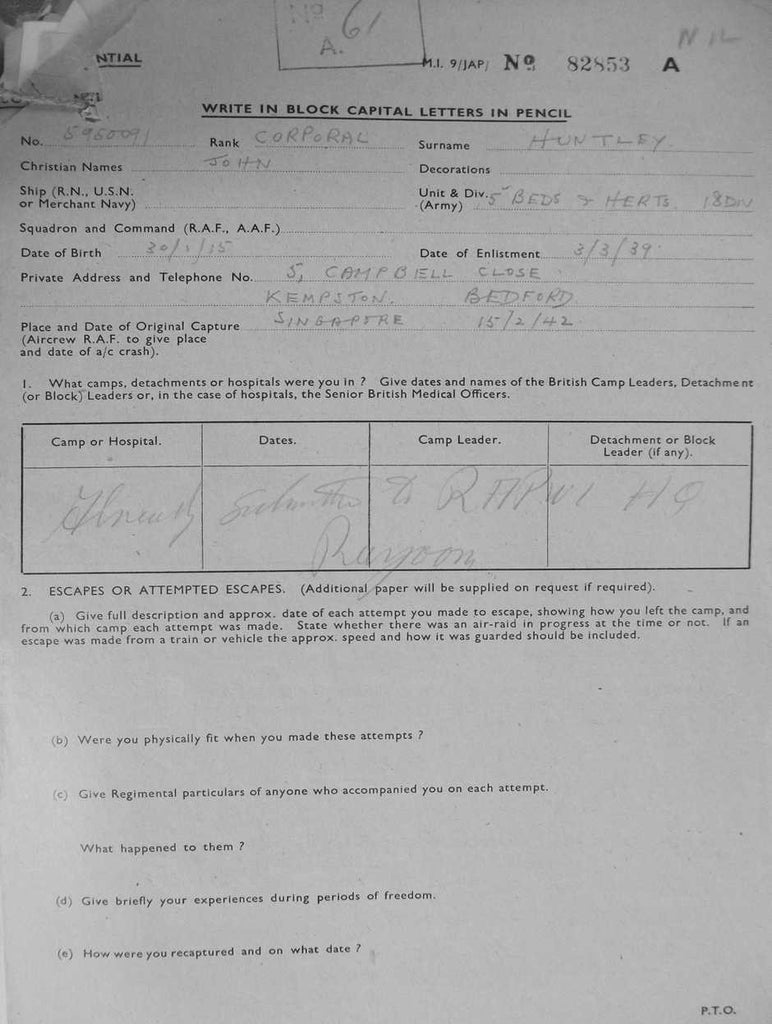 No 61
A.
NIL
NTIAL
M.I. 9/JAP/ No 82853 A
WRITE IN BLOCK CAPITAL LETTERS IN PENCIL
No. 5950091 Rank CORPORAL Surname HUNTLEY.
Christian Names JOHN Decorations
Ship (R.N., U.S.N. or Merchant Navy) Unit & Div. (Army) 5 BEDS & HERTS 18 DIV
Squadron and Command (R.A.F., A.A.F.)
Date of Birth 30/1/15 Date of Enlistment 3/3/39.
Private Address and Telephone No. 5, CAMPBELL CLOSE
KEMPSTON. BEDFORD.
Place and Date of Original Capture SINGAPORE 15/2/42
(Aircrew R.A.F. to give place
and date of a/c crash).
1. What camps, detachments or hospitals were you in ? Give dates and names of the British Camp Leaders, Detachment
(or Block) Leaders or, in the case of hospitals, the Senior British Medical Officers.
Camp or Hospital. Dates. Camp Leader. Detachment or Block
Leader (if any).
Already Submitted to RAPWI HQ
Rangoon
2. ESCAPES OR ATTEMPTED ESCAPES. (Additional paper will be supplied on request if required).
(a) Give full description and approx. date of each attempt you made to escape, showing how you left the camp, and
from which camp each attempt was made. State whether there was an air-raid in progress at the time or not. If an
escape was made from a train or vehicle the approx. speed and how it was guarded should be included.
(b) Were you physically fit when you made these attempts ?
(c) Give Regimental particulars of anyone who accompanied you on each attempt.
What happened to them ?
(d) Give briefly your experiences during periods of freedom.
(e) How were you recaptured and on what date ?
P.T.O.